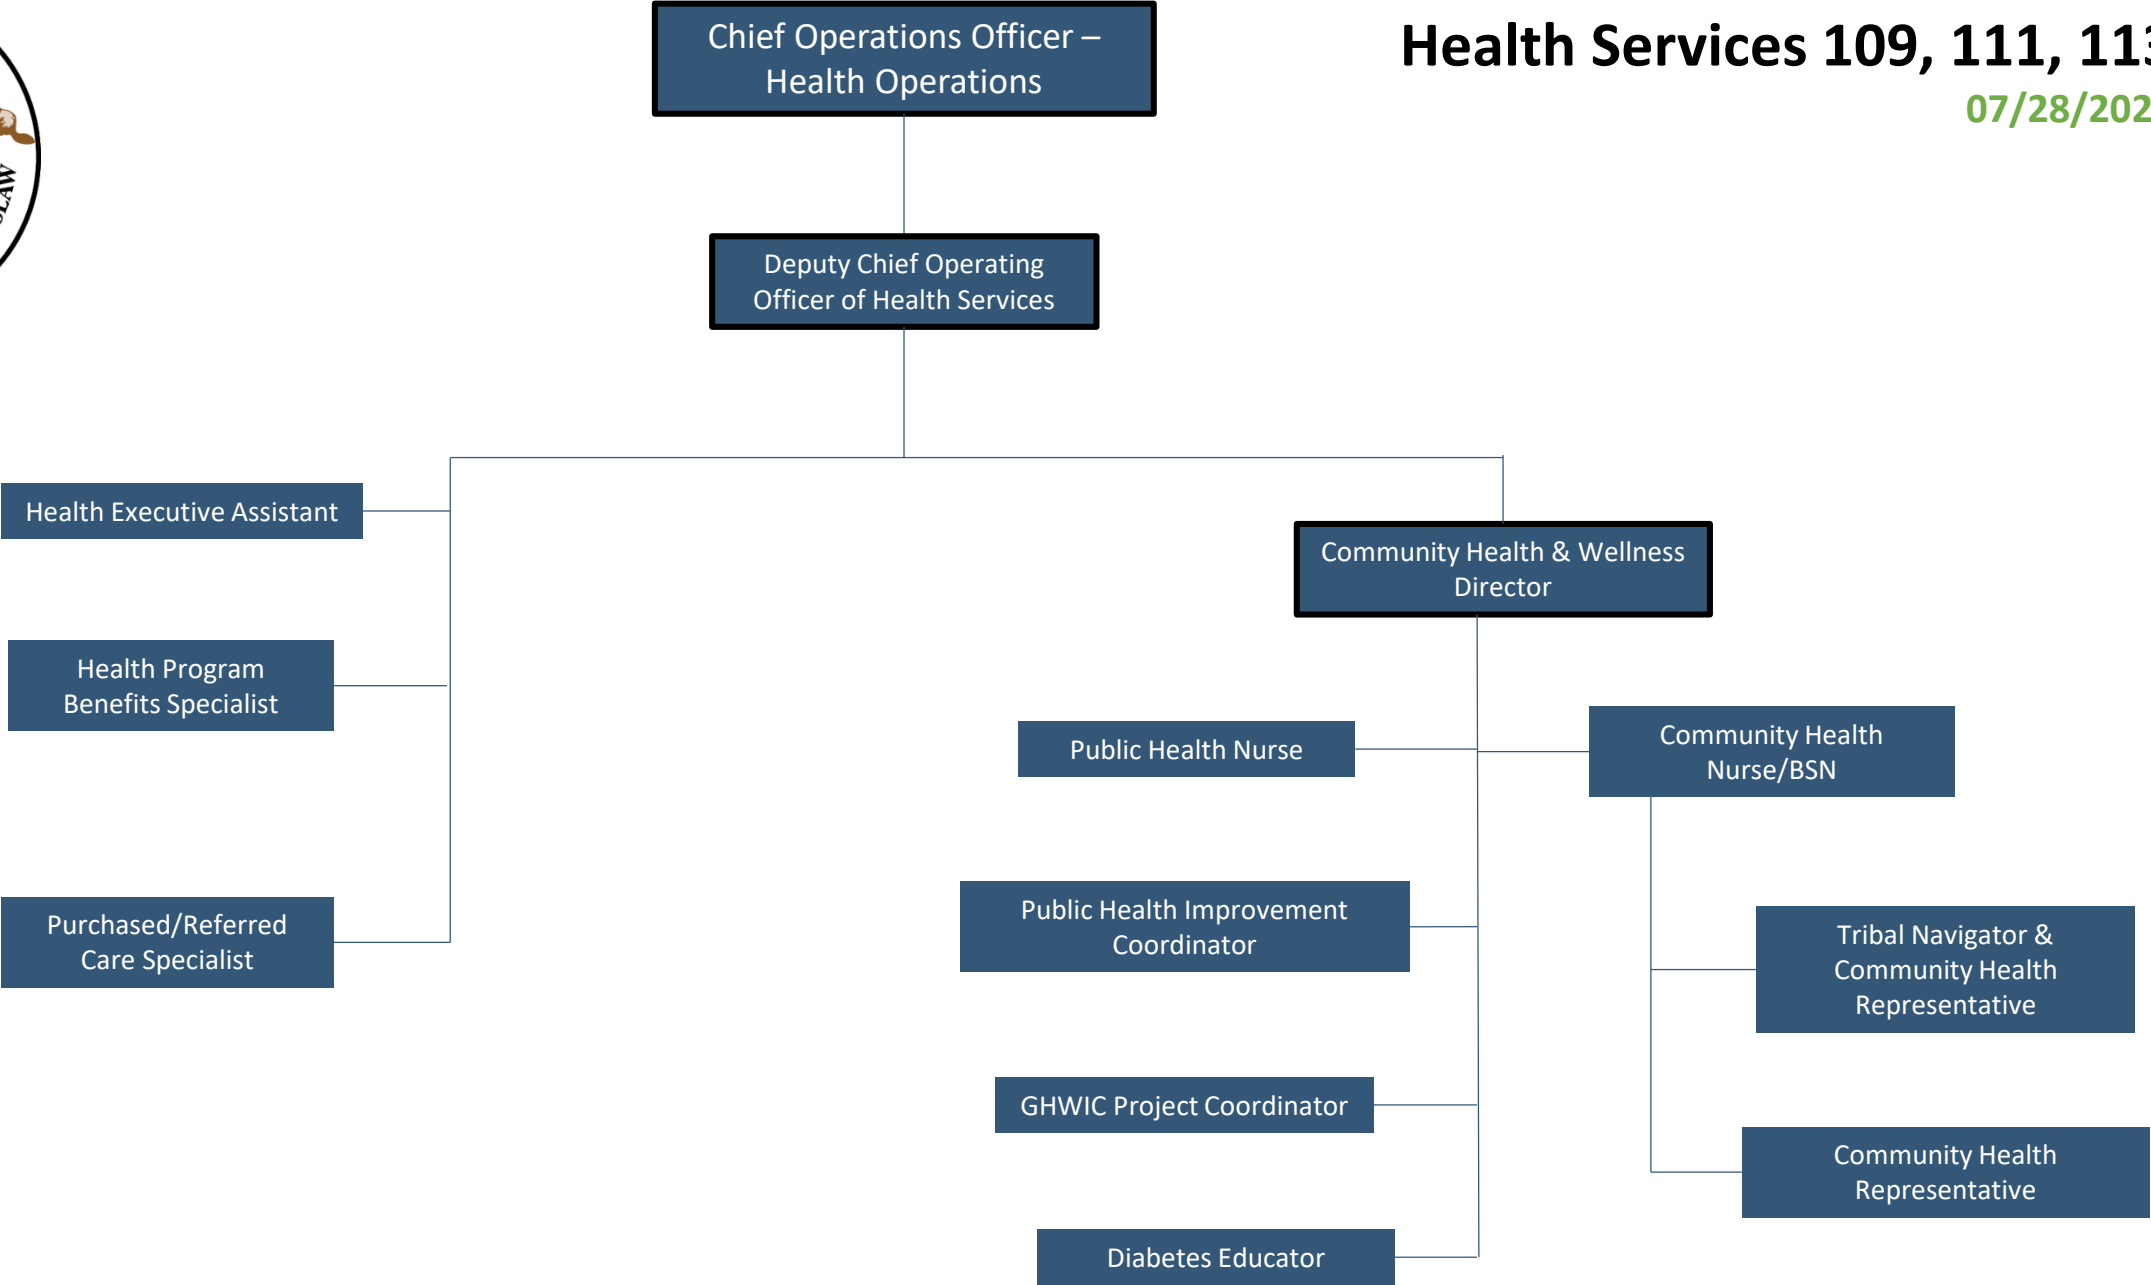 Chief Operations Officer –
Health Operations
Health Services 109, 111, 113
07/28/202
Deputy Chief Operating
Officer of Health Services
Health Executive Assistant
Community Health & Wellness
Director
Health Program
Benefits Specialist
Public Health Nurse
Community Health
Nurse/BSN
Purchased/Referred
Care Specialist
Public Health Improvement
Coordinator
Tribal Navigator &
Community Health
Representative
GHWIC Project Coordinator
Community Health
Representative
Diabetes Educator